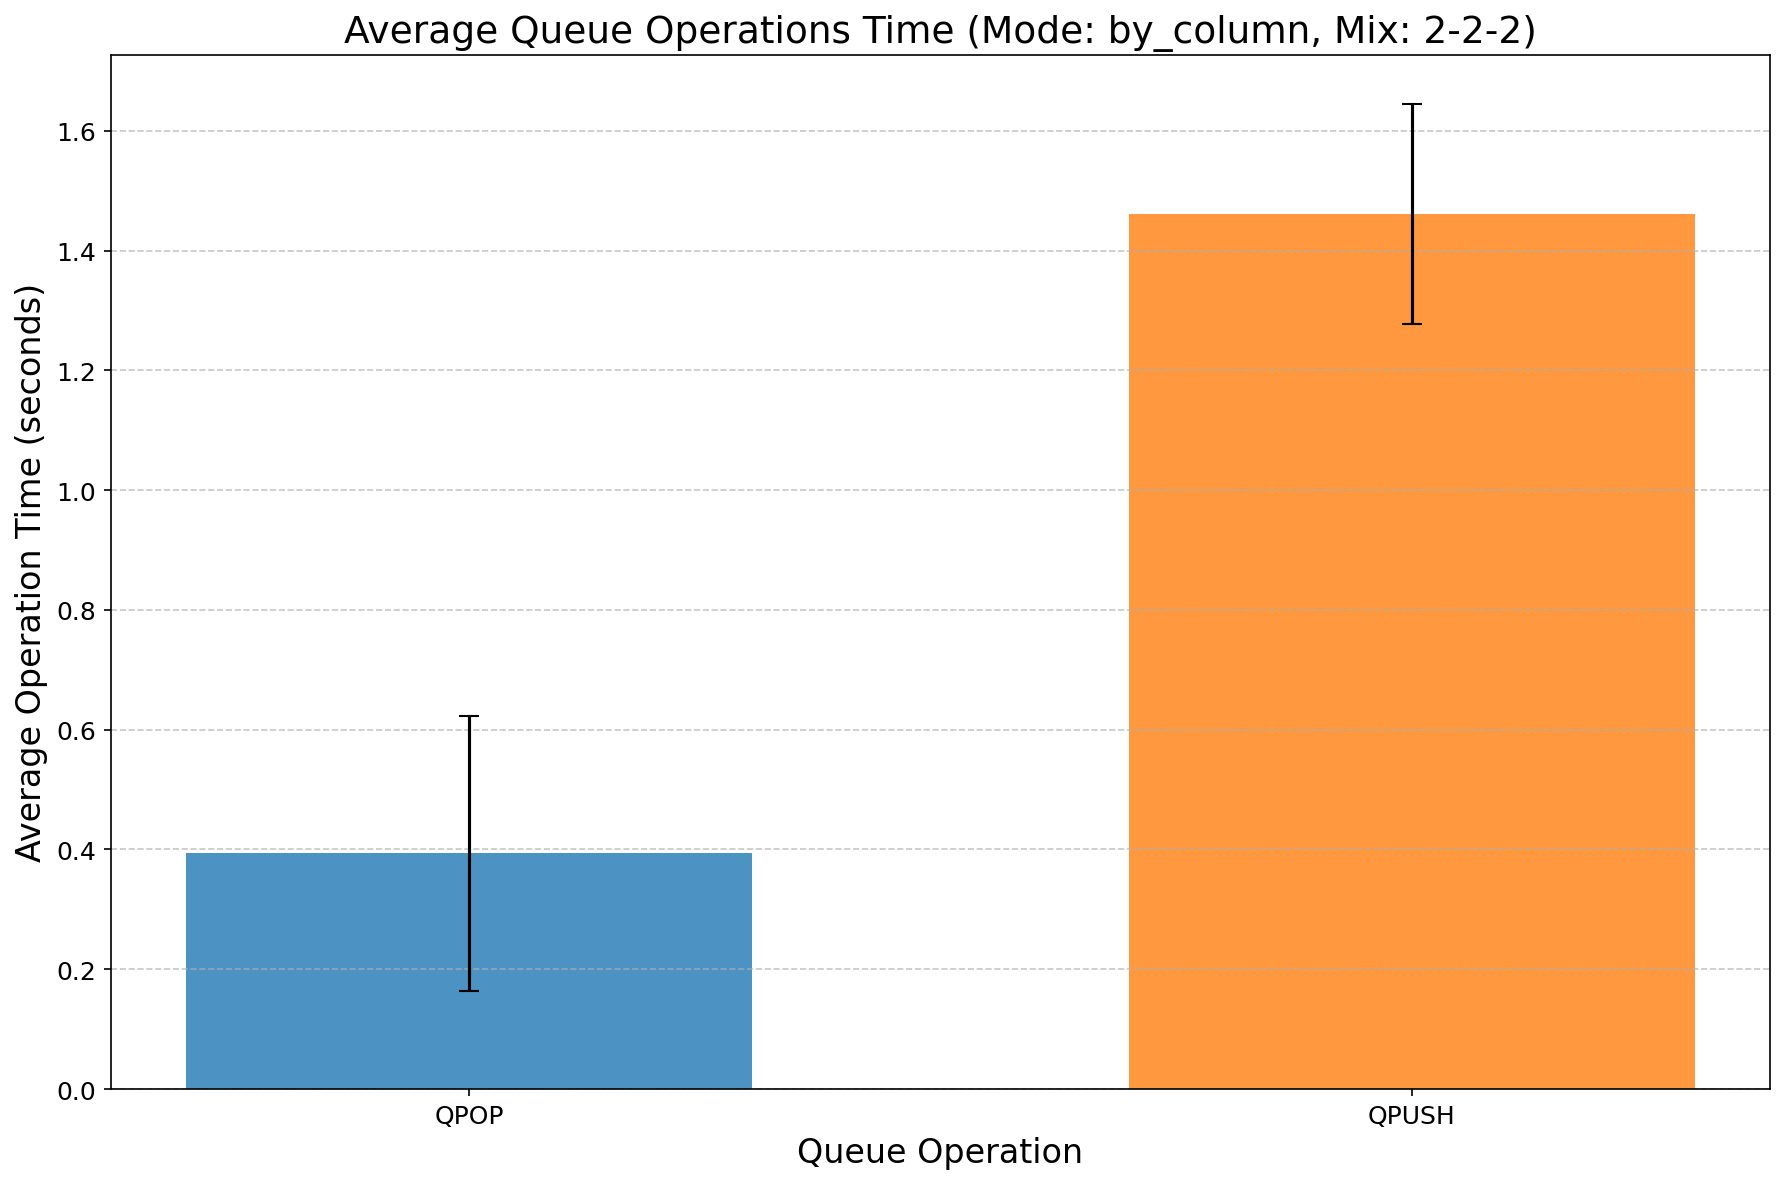 Average Queue Operations Time (Mode: by_column, Mix: 2-2-2)
Average Operation Time (seconds)
1.6
1.4
1.2
1.0
0.8
0.6
0.4
0.2
0.0
QPOP
QPUSH
Queue Operation